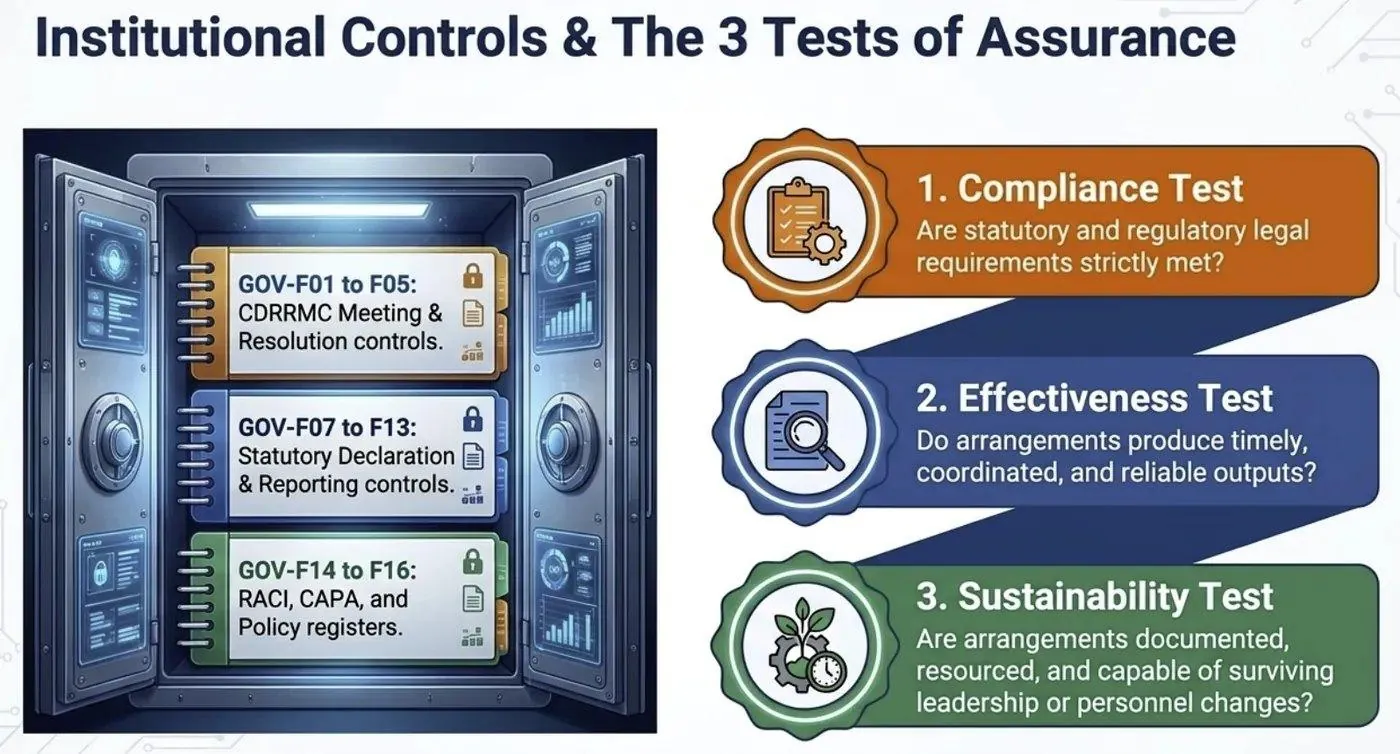 Institutional Controls & The 3 Tests of Assurance
GOV-F01 to F05:
CDRRMC Meeting &
Resolution controls.
GOV-F07 to F13:
Statutory Declaration
& Reporting controls.
GOV-F14 to F16:
RACI, CAPA, and
Policy registers.
1. Compliance Test
Are statutory and regulatory legal
requirements strictly met?
2. Effectiveness Test
Do arrangements produce timely,
coordinated, and reliable outputs?
3. Sustainability Test
Are arrangements documented,
resourced, and capable of surviving
leadership or personnel changes?